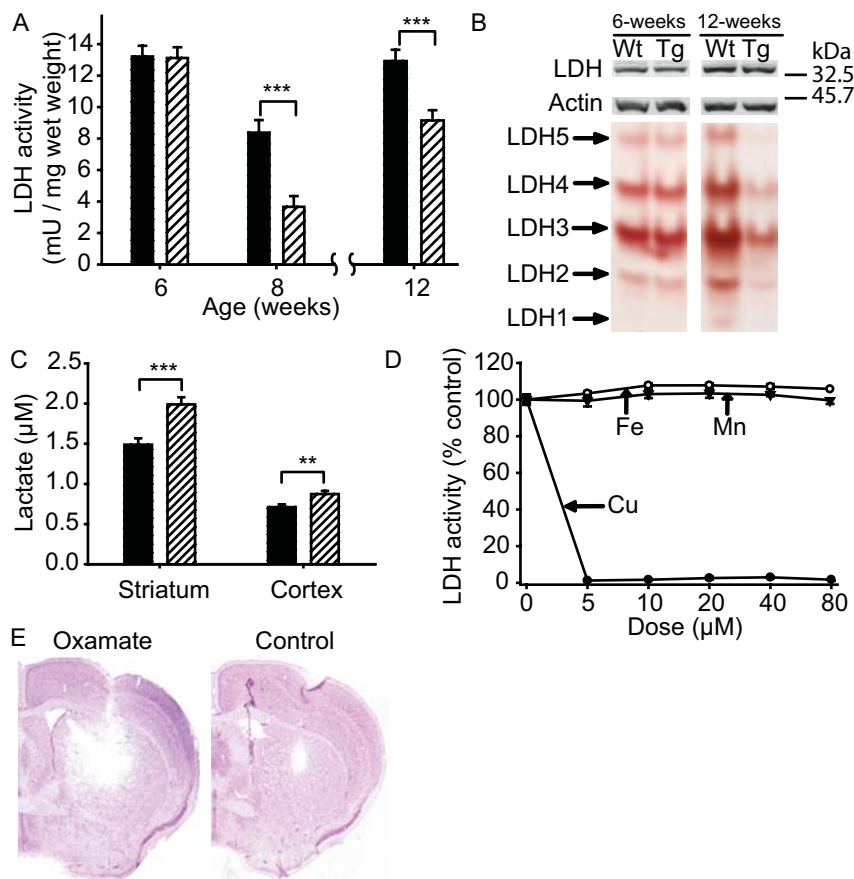 A
LDH activity
(mU / mg wet weight)
14
12
10
8
6
4
2
0
***
***
6
8
12
Age (weeks)
B
6-weeks 12-weeks
Wt Tg Wt Tg
kDa
LDH
32.5
Actin
45.7
LDH5
LDH4
LDH3
LDH2
LDH1
C
Lactate (µM)
2.5
2.0
1.5
1.0
0.5
0.0
***
**
Striatum Cortex
D
LDH activity (% control)
120
100
80
60
40
20
0
Fe
Mn
Cu
0 5 10 20 40 80
Dose (µM)
E
Oxamate Control